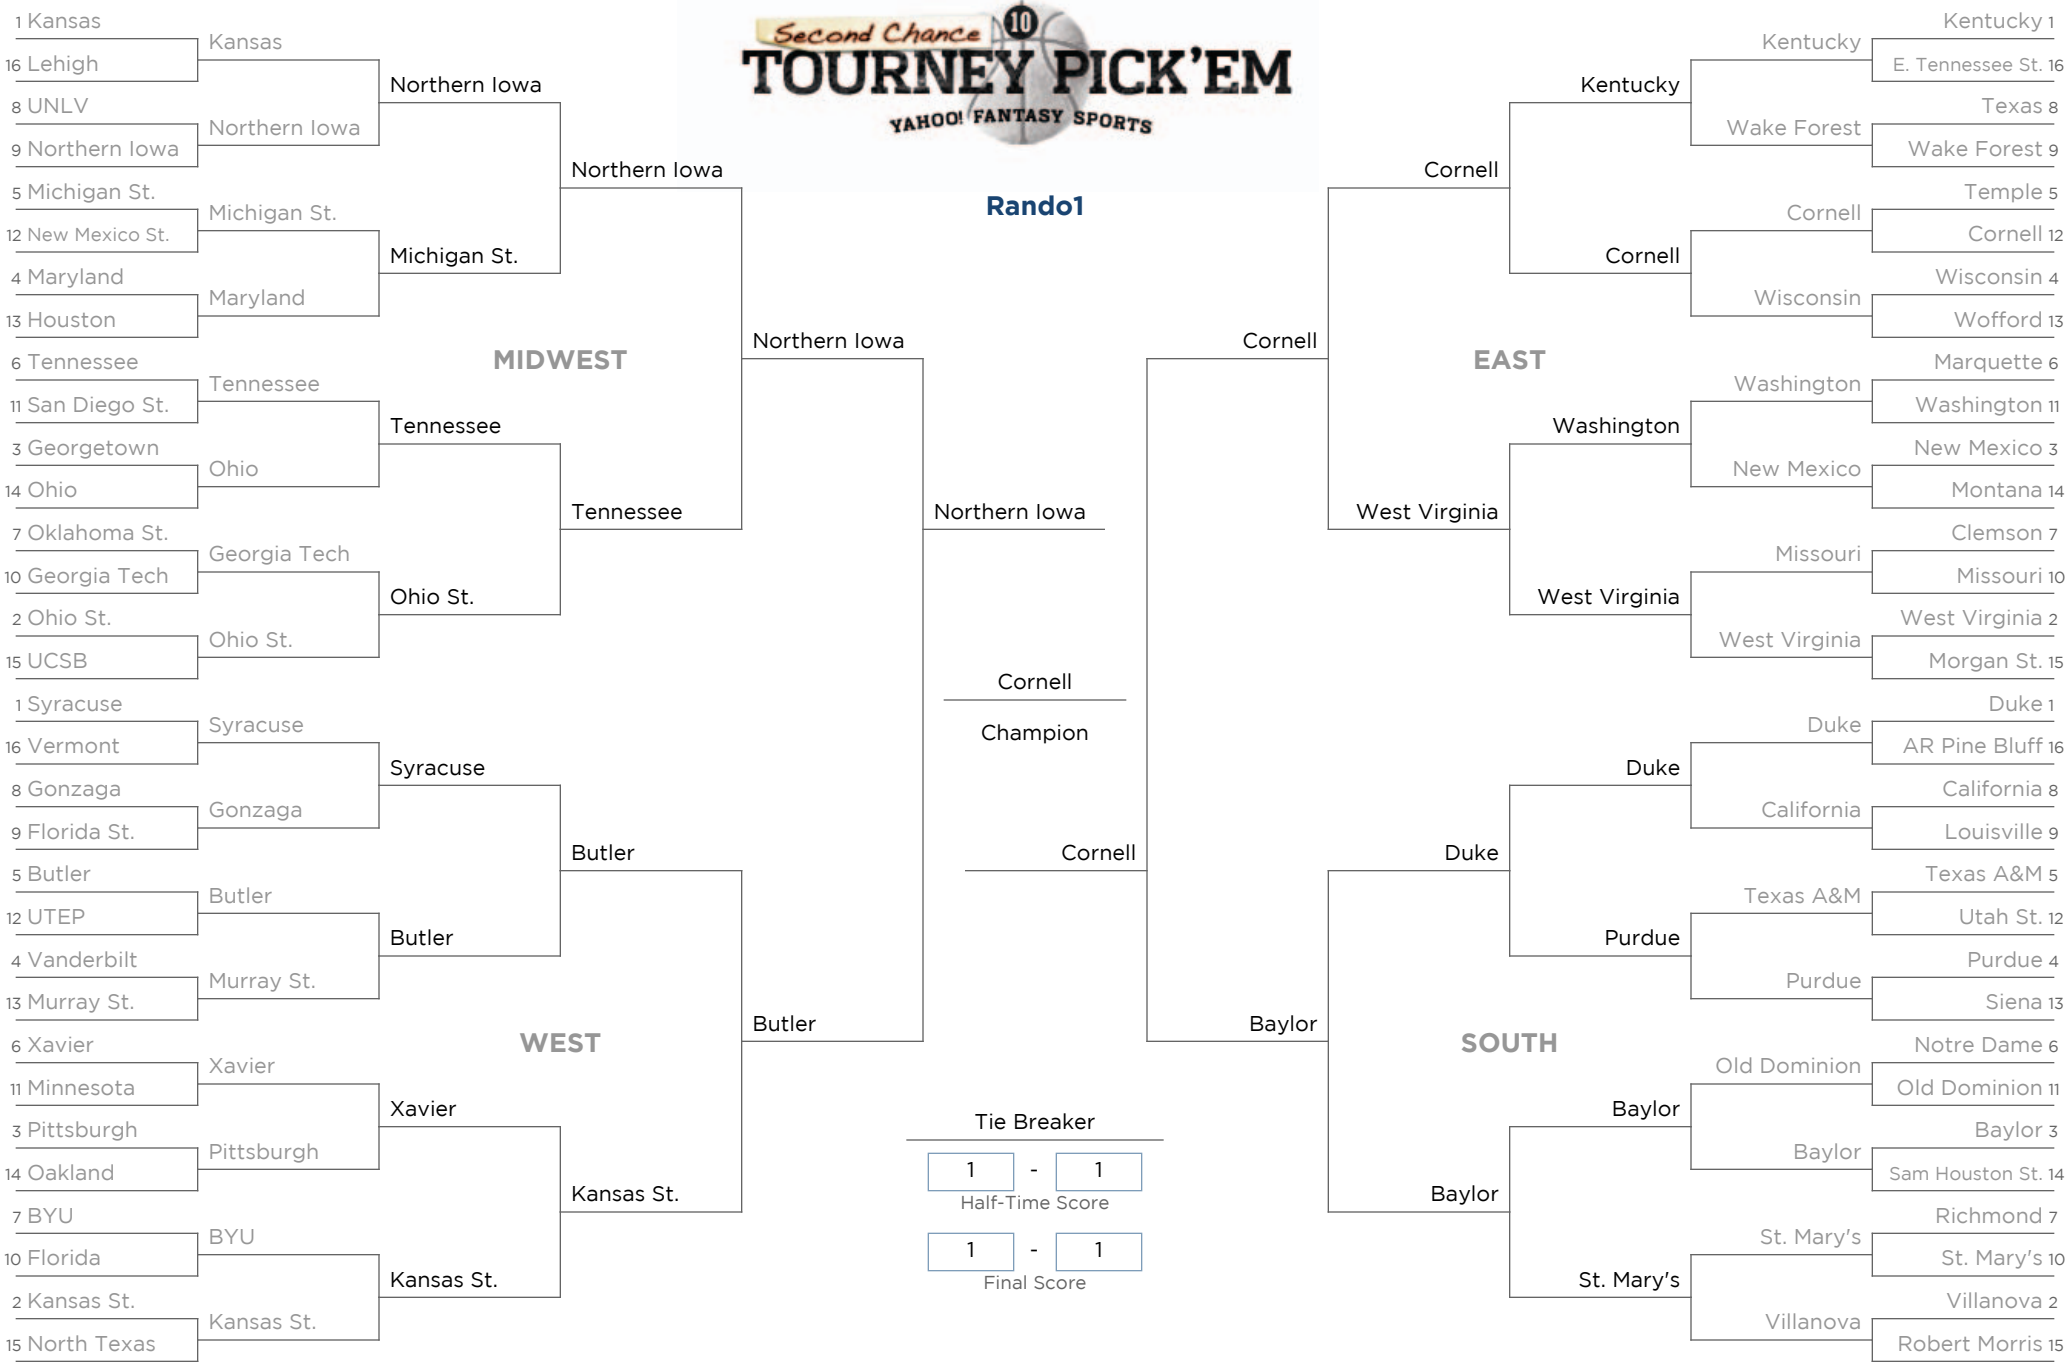 Second Chance 10
TOURNEY PICK'EM
YAHOO! FANTASY SPORTS
Rando1
1 Kansas
16 Lehigh
8 UNLV
9 Northern Iowa
5 Michigan St.
12 New Mexico St.
4 Maryland
13 Houston
6 Tennessee
11 San Diego St.
3 Georgetown
14 Ohio
7 Oklahoma St.
10 Georgia Tech
2 Ohio St.
15 UCSB
Kansas
Northern Iowa
Michigan St.
Maryland
Tennessee
Ohio
Georgia Tech
Ohio St.
Northern Iowa
Michigan St.
Tennessee
Ohio St.
Northern Iowa
Tennessee
Northern Iowa
MIDWEST
1 Syracuse
16 Vermont
8 Gonzaga
9 Florida St.
5 Butler
12 UTEP
4 Vanderbilt
13 Murray St.
6 Xavier
11 Minnesota
3 Pittsburgh
14 Oakland
7 BYU
10 Florida
2 Kansas St.
15 North Texas
Syracuse
Gonzaga
Butler
Murray St.
Xavier
Pittsburgh
BYU
Kansas St.
Syracuse
Butler
Xavier
Kansas St.
Butler
Kansas St.
Butler
WEST
Northern Iowa
Cornell
Champion
Cornell
Tie Breaker
1 - 1
Half-Time Score
1 - 1
Final Score
Kentucky 1
E. Tennessee St. 16
Texas 8
Wake Forest 9
Temple 5
Cornell 12
Wisconsin 4
Wofford 13
Marquette 6
Washington 11
New Mexico 3
Montana 14
Clemson 7
Missouri 10
West Virginia 2
Morgan St. 15
Kentucky
Wake Forest
Cornell
Wisconsin
Washington
New Mexico
Missouri
West Virginia
Kentucky
Cornell
Washington
West Virginia
Cornell
West Virginia
Cornell
EAST
Duke 1
AR Pine Bluff 16
California 8
Louisville 9
Texas A&M 5
Utah St. 12
Purdue 4
Siena 13
Notre Dame 6
Old Dominion 11
Baylor 3
Sam Houston St. 14
Richmond 7
St. Mary's 10
Villanova 2
Robert Morris 15
Duke
California
Texas A&M
Purdue
Old Dominion
Baylor
St. Mary's
Villanova
Duke
Purdue
Baylor
St. Mary's
Duke
Baylor
Baylor
SOUTH